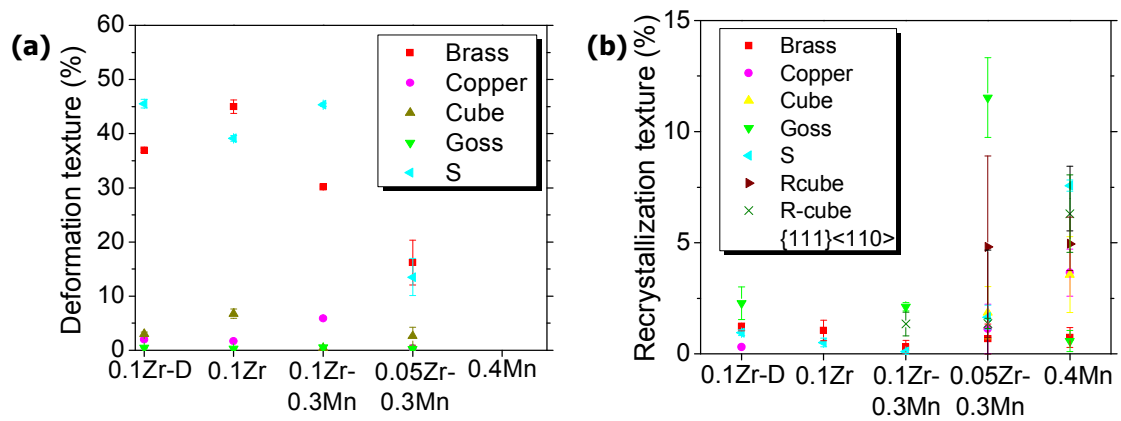 (a)
Deformation texture (%)
60
50
40
30
20
10
0
Brass
Copper
Cube
Goss
S
0.1Zr-D
0.1Zr
0.1Zr-
0.3Mn
0.05Zr-
0.3Mn
0.4Mn
(b)
Recrystallization texture (%)
15
10
5
0
Brass
Copper
Cube
Goss
S
Rcube
R-cube
{111}<110>
0.1Zr-D
0.1Zr
0.1Zr-
0.3Mn
0.05Zr-
0.3Mn
0.4Mn